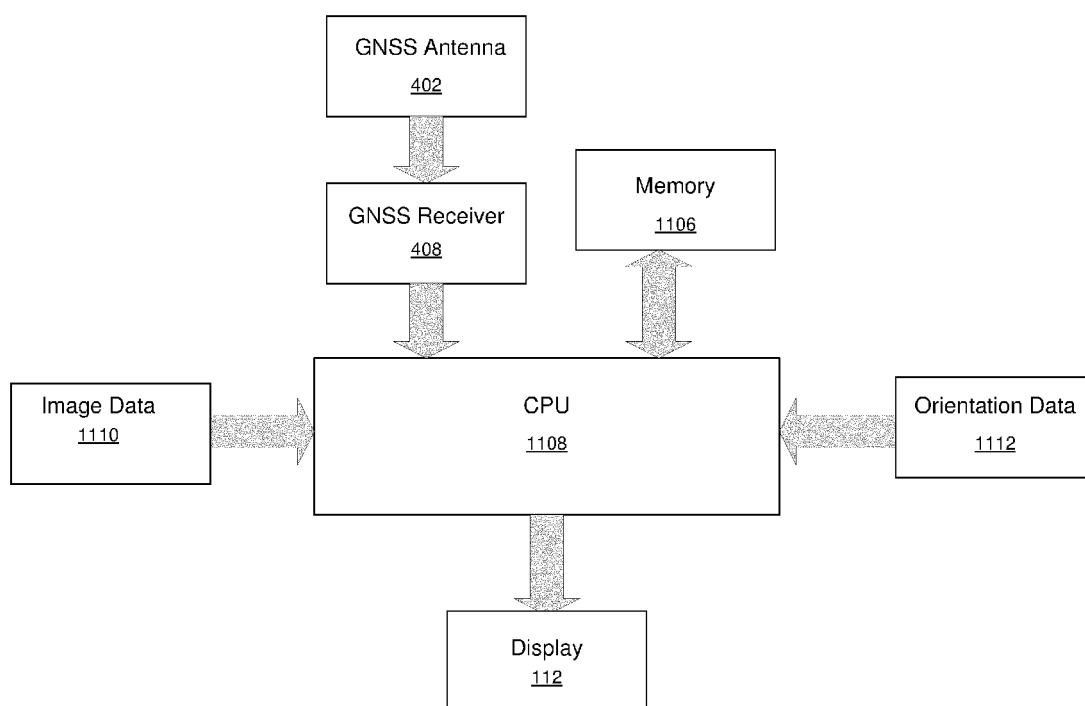 GNSS Antenna
402
GNSS Receiver
408
Memory
1106
Image Data
1110
CPU
1108
Orientation Data
1112
Display
112